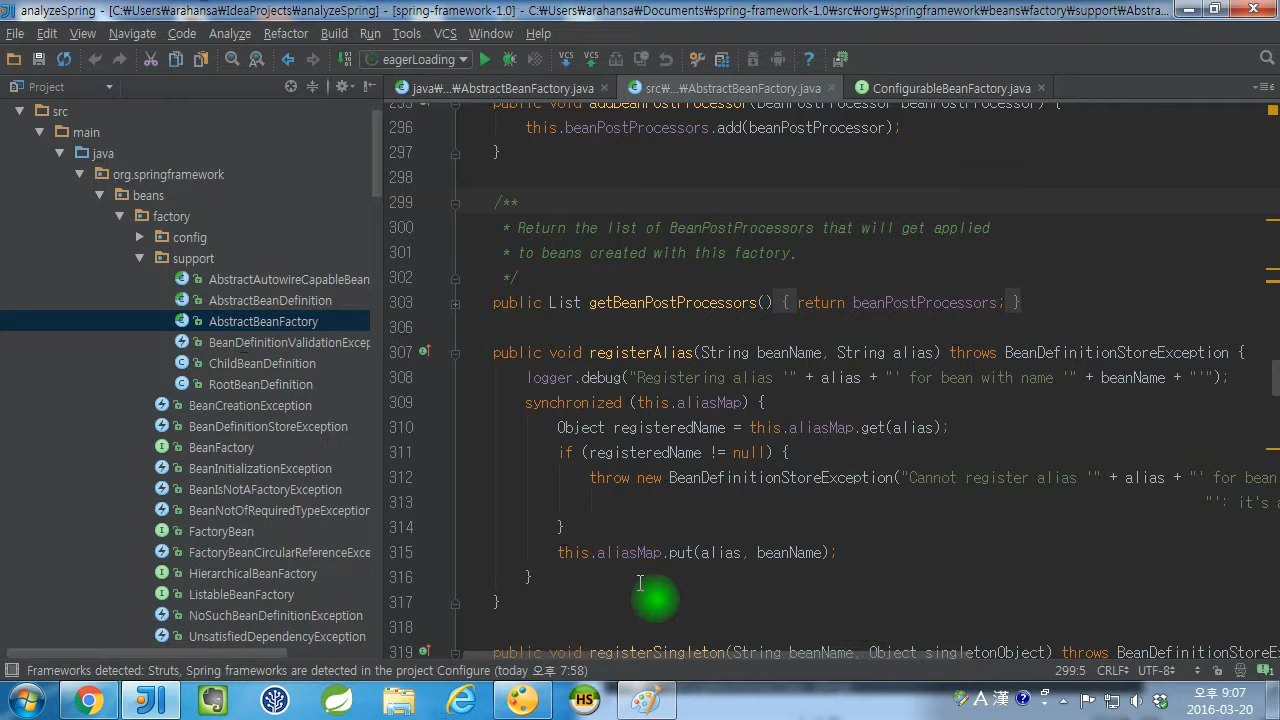 analyzeSpring - [C:₩Users₩arahansa₩IdeaProjects₩analyzeSpring] - [spring-framework-1.0] - C:₩Users₩arahansa₩Documents₩spring-framework-1.0₩src₩org₩springframework₩beans₩factory₩support₩Abstra...
File Edit View Navigate Code Analyze Refactor Build Run Tools VCS Window Help
eagerLoading VCS VCS
Project
java₩...₩AbstractBeanFactory.java src₩...₩AbstractBeanFactory.java ConfigurableBeanFactory.java
src
main
java
org.springframework
beans
factory
config
support
AbstractAutowireCapableBean
AbstractBeanDefinition
AbstractBeanFactory
BeanDefinitionValidationExcep
ChildBeanDefinition
RootBeanDefinition
BeanCreationException
BeanDefinitionStoreException
BeanFactory
BeanInitializationException
BeanIsNotAFactoryException
BeanNotOfRequiredTypeException
FactoryBean
FactoryBeanCircularReferenceExce
HierarchicalBeanFactory
ListableBeanFactory
NoSuchBeanDefinitionException
UnsatisfiedDependencyException
295 public void addBeanPostProcessor(BeanPostProcessor beanPostProcessor) {
296 this.beanPostProcessors.add(beanPostProcessor);
297 }
298
299 /**
300 * Return the list of BeanPostProcessors that will get applied
301 * to beans created with this factory.
302 */
303 public List getBeanPostProcessors() { return beanPostProcessors; }
306
307 public void registerAlias(String beanName, String alias) throws BeanDefinitionStoreException {
308 logger.debug("Registering alias '" + alias + "' for bean with name '" + beanName + "'");
309 synchronized (this.aliasMap) {
310 Object registeredName = this.aliasMap.get(alias);
311 if (registeredName != null) {
312 throw new BeanDefinitionStoreException("Cannot register alias '" + alias + "' for bean
313 "': it's a
314 }
315 this.aliasMap.put(alias, beanName);
316 }
317 }
318
319 public void registerSingleton(String beanName, Object singletonObject) throws BeanDefinitionStoreException
Frameworks detected: Struts, Spring frameworks are detected in the project Configure (today 오후 7:58) 299:5 CRLF÷ UTF-8÷
A 漢 오후 9:07
2016-03-20